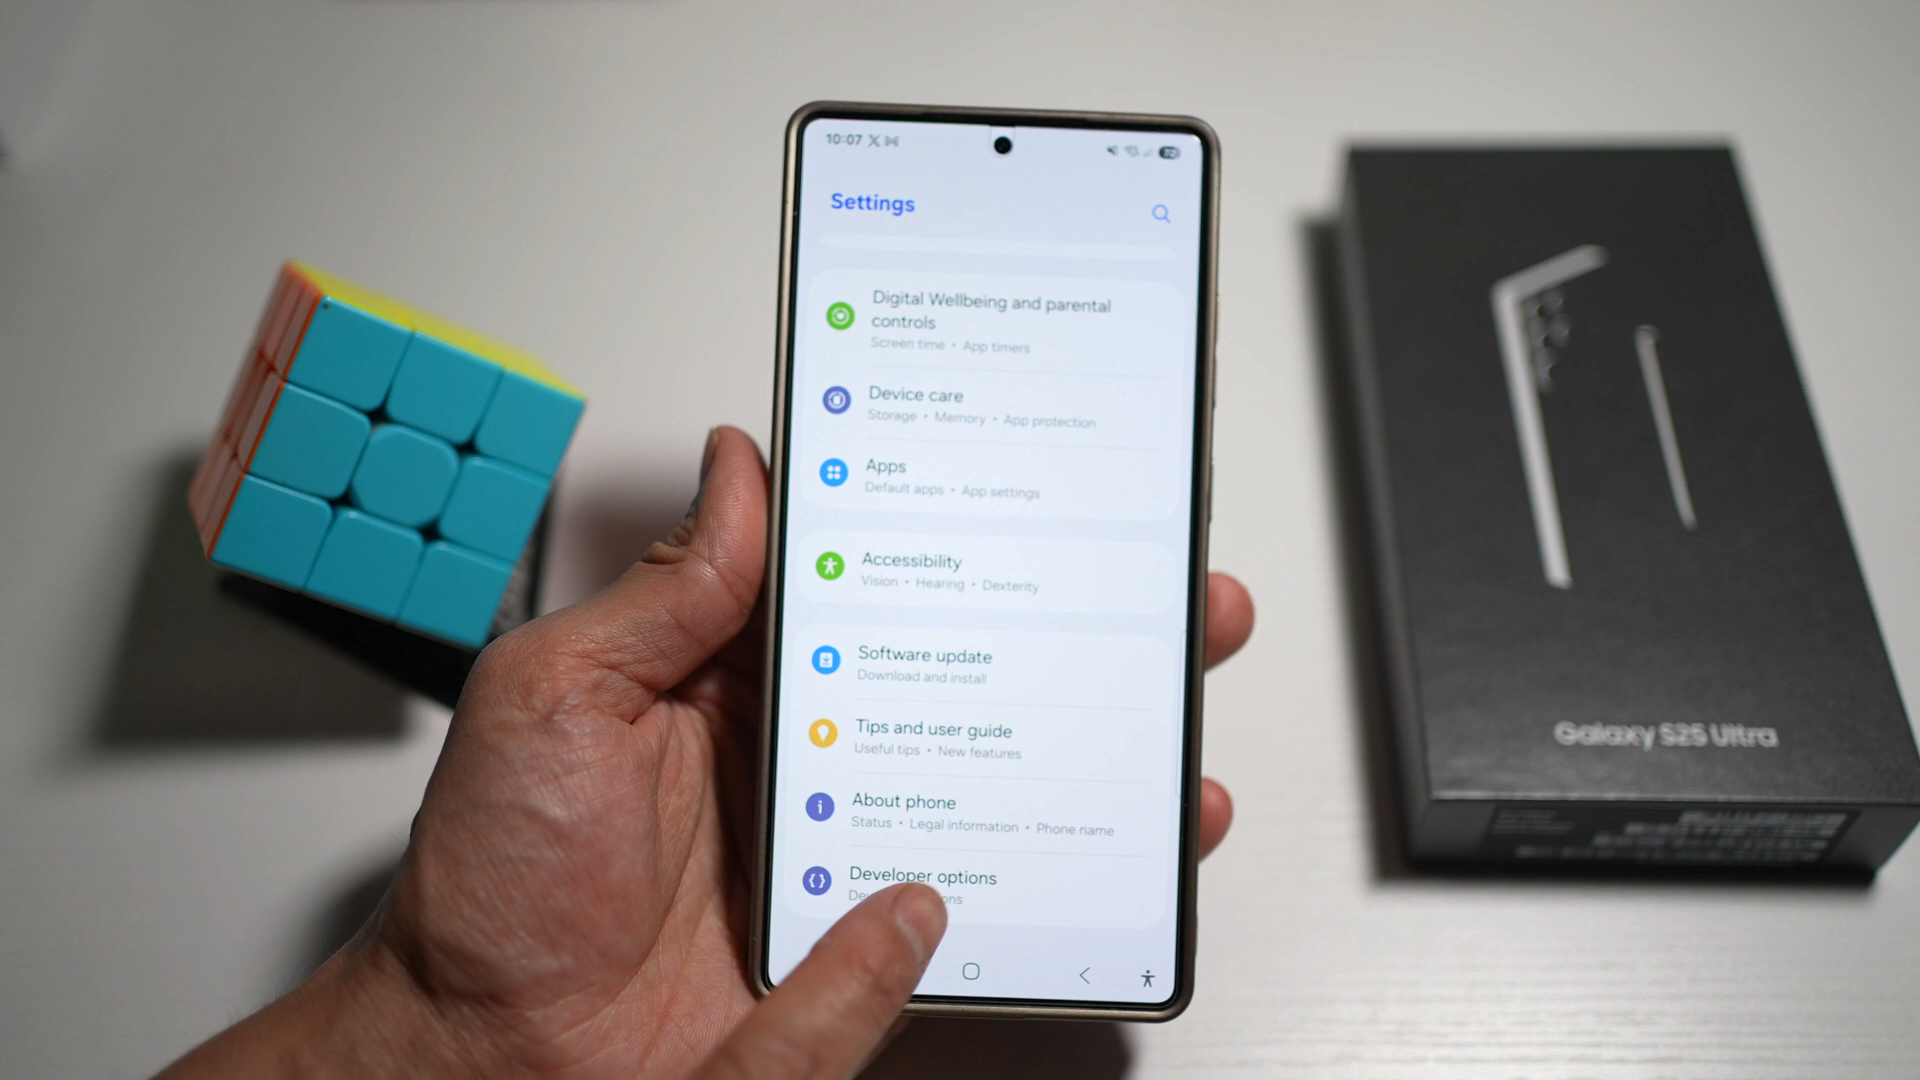 10:07
72
Settings
Digital Wellbeing and parental
controls
Screen time • App timers
Device care
Storage • Memory • App protection
Apps
Default apps • App settings
Accessibility
Vision • Hearing • Dexterity
Software update
Download and install
Tips and user guide
Useful tips • New features
About phone
Status • Legal information • Phone name
Developer options
Galaxy S25 Ultra